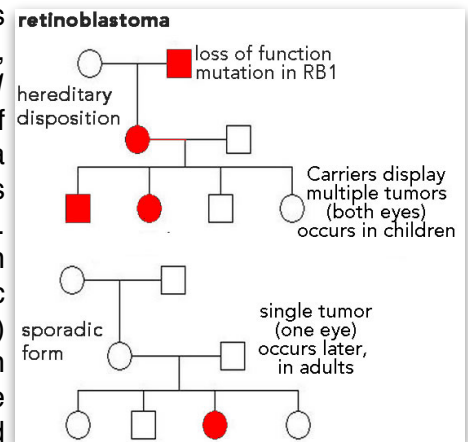 retinoblastoma
loss of function
mutation in RB1
hereditary
disposition
Carriers display
multiple tumors
(both eyes)
occurs in children
sporadic
form
single tumor
(one eye)
occurs later,
in adults